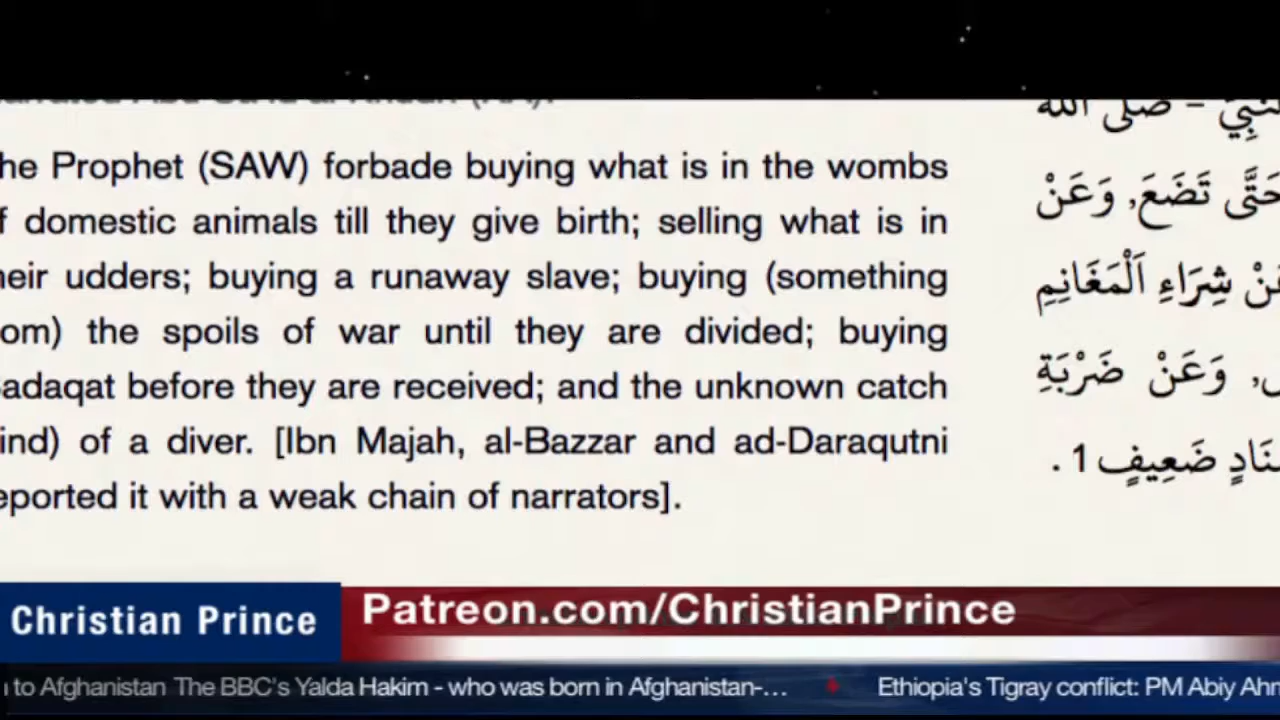 he Prophet (SAW) forbade buying what is in the wombs
f domestic animals till they give birth; selling what is in
heir udders; buying a runaway slave; buying (something
om) the spoils of war until they are divided; buying
adaqat before they are received; and the unknown catch
ind) of a diver. [Ibn Majah, al-Bazzar and ad-Daraqutni
eported it with a weak chain of narrators].
حَتَّى تَضَعَ, وَعَنْ
عَنْ شِرَاءِ اَلْمَغَانِمِ
وَعَنْ ضَرْبَةِ
ضَعِيفٍ 1 .
Christian Prince
Patreon.com/ChristianPrince
to Afghanistan The BBC's Yalda Hakim - who was born in Afghanistan-... Ethiopia's Tigray conflict: PM Abiy Ahm